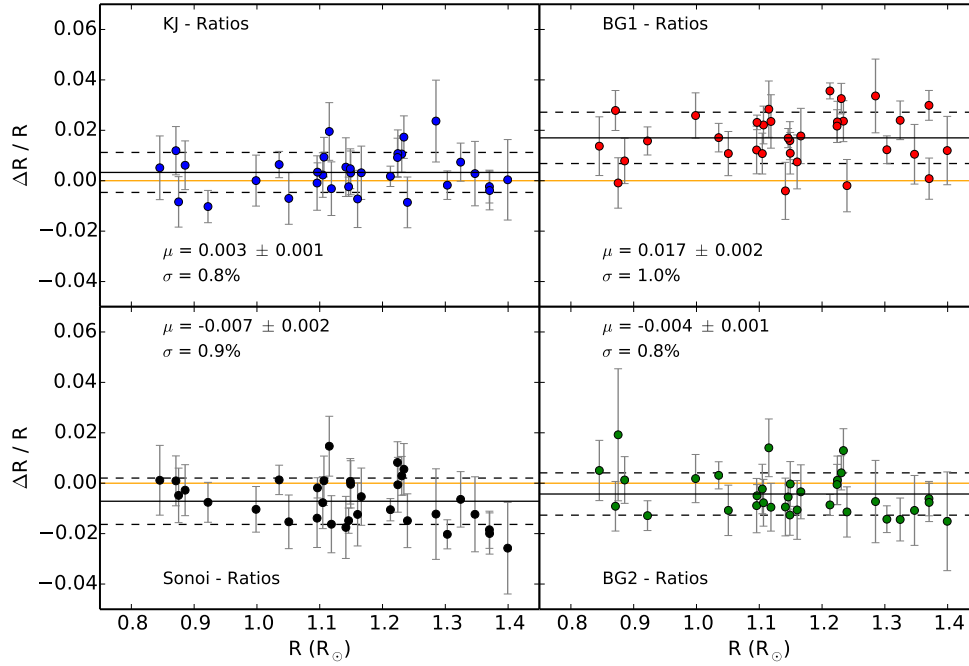 KJ - Ratios
BG1 - Ratios
ΔR / R
0.06
0.04
0.02
0.00
−0.02
−0.04
μ = 0.003 ± 0.001
σ = 0.8%
μ = 0.017 ± 0.002
σ = 1.0%
μ = -0.007 ± 0.002
σ = 0.9%
μ = -0.004 ± 0.001
σ = 0.8%
ΔR / R
0.06
0.04
0.02
0.00
−0.02
−0.04
Sonoi - Ratios
BG2 - Ratios
0.8 0.9 1.0 1.1 1.2 1.3 1.4
0.8 0.9 1.0 1.1 1.2 1.3 1.4
R (R☉)
R (R☉)